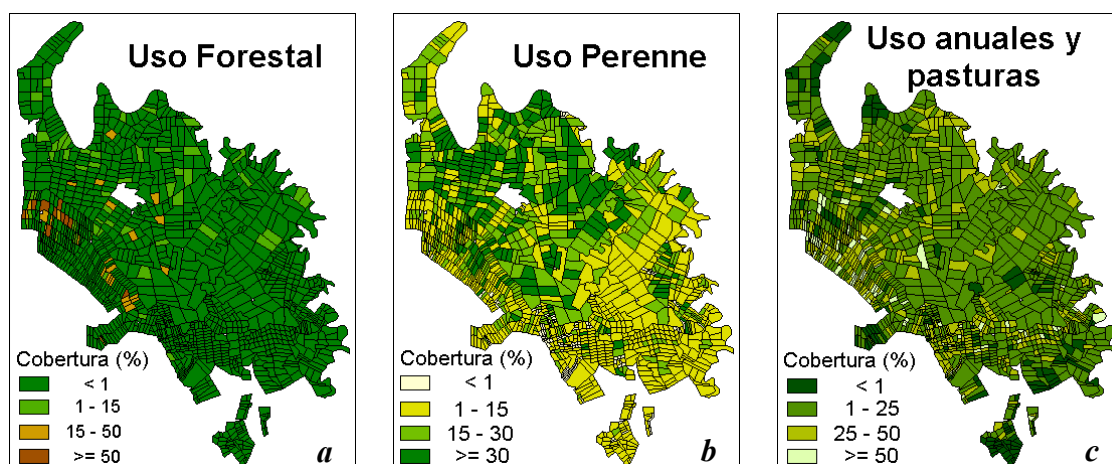 Uso Forestal
Cobertura (%)
< 1
1 - 15
15 - 50
>= 50
a
Uso Perenne
Cobertura (%)
< 1
1 - 15
15 - 30
>= 30
b
Uso anuales y
pasturas
Cobertura (%)
< 1
1 - 25
25 - 50
>= 50
c